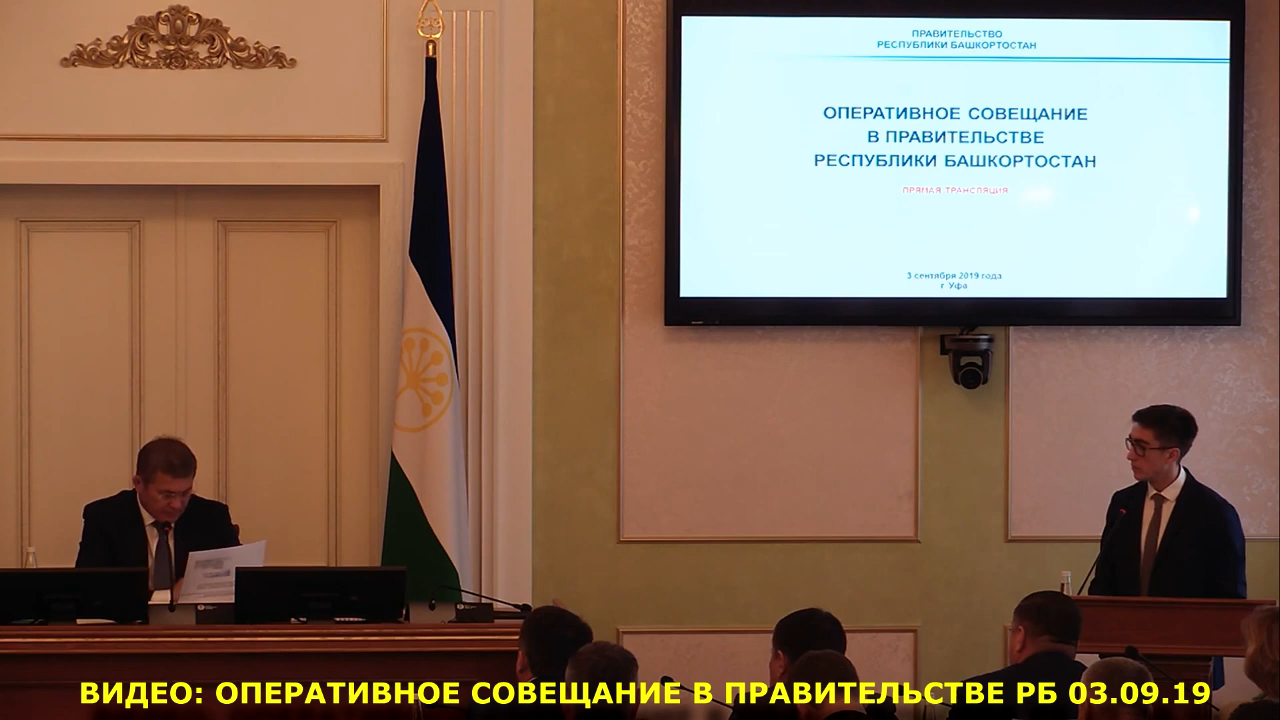 ПРАВИТЕЛЬСТВО
РЕСПУБЛИКИ БАШКОРТОСТАН
ОПЕРАТИВНОЕ СОВЕЩАНИЕ
В ПРАВИТЕЛЬСТВЕ
РЕСПУБЛИКИ БАШКОРТОСТАН
ПРЯМАЯ ТРАНСЛЯЦИЯ
3 сентября 2019 года
г. Уфа
ВИДЕО: ОПЕРАТИВНОЕ СОВЕЩАНИЕ В ПРАВИТЕЛЬСТВЕ РБ 03.09.19